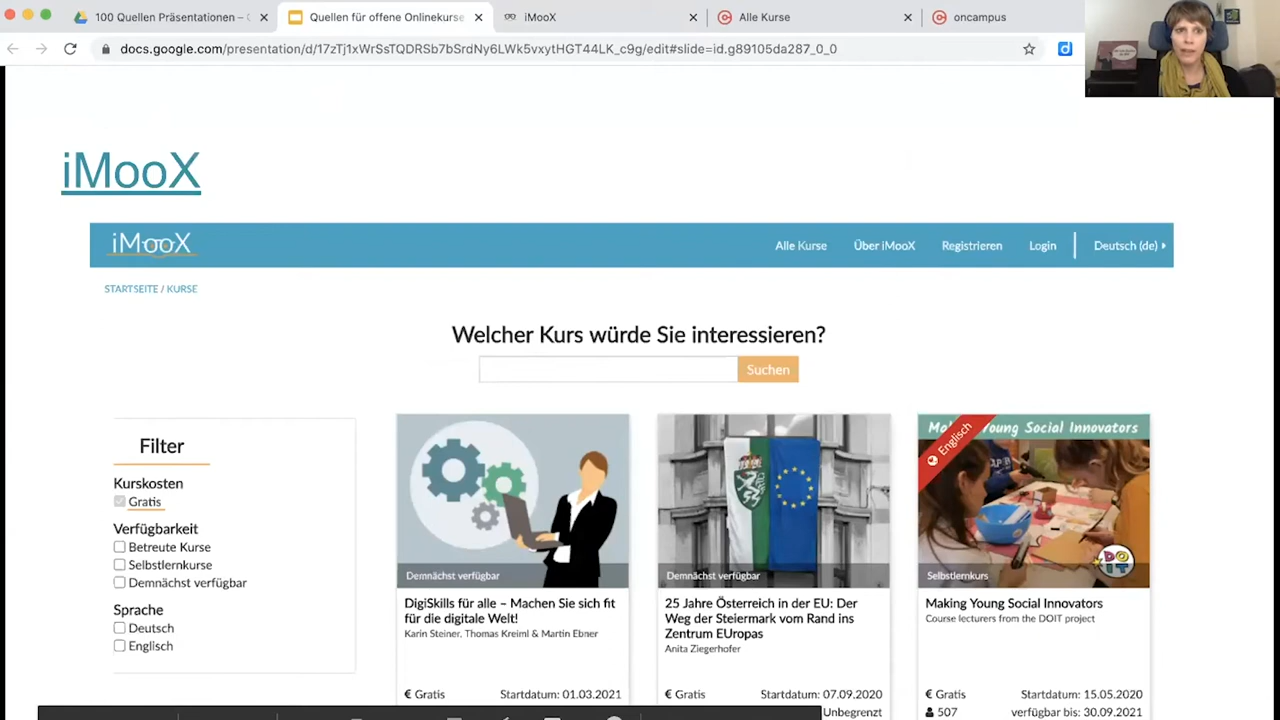 100 Quellen Präsentationen – 
Quellen für offene Onlinekurse
iMooX
Alle Kurse
oncampus
docs.google.com/presentation/d/17zTj1xWrSsTQDRSb7bSrdNy6LWk5vxytHGT44LK_c9g/edit#slide=id.g89105da287_0_0
iMooX
iMooX
Alle Kurse
Über iMooX
Registrieren
Login
Deutsch (de)
STARTSEITE / KURSE
Welcher Kurs würde Sie interessieren?
Suchen
Filter
Kurskosten
Gratis
Verfügbarkeit
Betreute Kurse
Selbstlernkurse
Demnächst verfügbar
Sprache
Deutsch
Englisch
Demnächst verfügbar
DigiSkills für alle – Machen Sie sich fit
für die digitale Welt!
Karin Steiner, Thomas Kreiml & Martin Ebner
€ Gratis
Startdatum: 01.03.2021
Demnächst verfügbar
25 Jahre Österreich in der EU: Der
Weg der Steiermark vom Rand ins
Zentrum EUropas
Anita Ziegerhofer
€ Gratis
Startdatum: 07.09.2020
Unbegrenzt
Young Social Innovators
Englisch
DO
IT
Selbstlernkurs
Making Young Social Innovators
Course lecturers from the DOIT project
€ Gratis
Startdatum: 15.05.2020
507
verfügbar bis: 30.09.2021